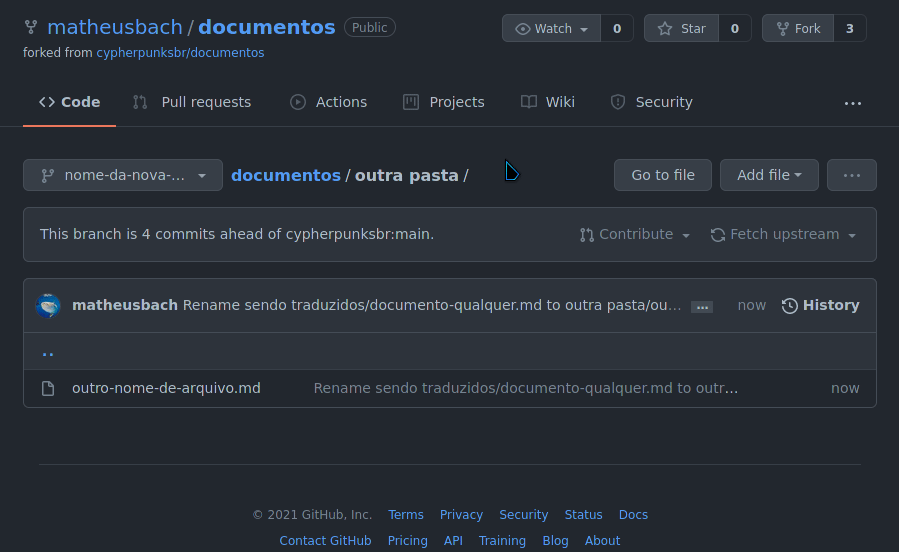 matheusbach / documentos Public Watch 0 Star 0 Fork 3
forked from cypherpunksbr/documentos
Code Pull requests Actions Projects Wiki Security ...
nome-da-nova-... documentos / outra pasta / Go to file Add file ...
This branch is 4 commits ahead of cypherpunksbr:main. Contribute Fetch upstream
matheusbach Rename sendo traduzidos/documento-qualquer.md to outra pasta/ou... ... now History
..
outro-nome-de-arquivo.md Rename sendo traduzidos/documento-qualquer.md to outr... now
© 2021 GitHub, Inc. Terms Privacy Security Status Docs
Contact GitHub Pricing API Training Blog About